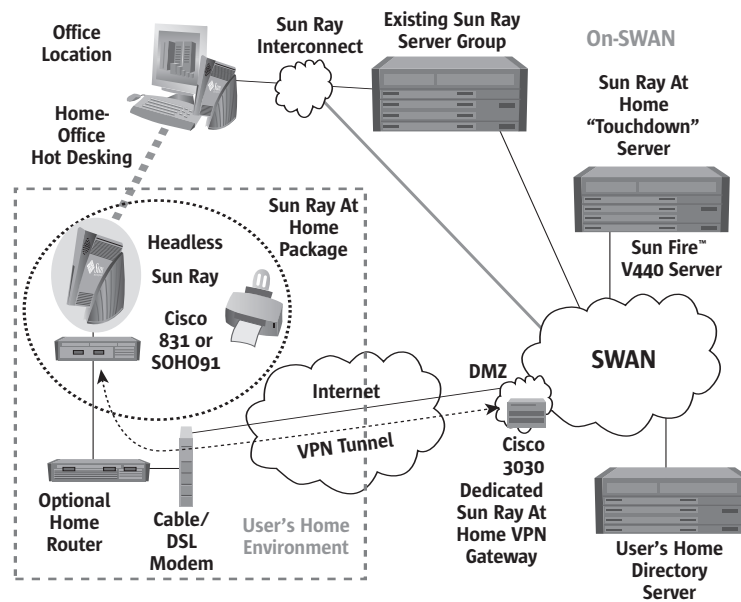 Office
Location
Sun Ray
Interconnect
Existing Sun Ray
Server Group
On-SWAN
Sun Ray At
Home
“Touchdown”
Server
Home-
Office
Hot Desking
Sun Ray At
Home
Package
Headless
Sun Ray
Sun
Cisco
831 or
SOHO91
Sun Fire™
V440 Server
SWAN
DMZ
Internet
VPN Tunnel
Cisco
3030
Dedicated
Sun Ray At
Home VPN
Gateway
Optional
Home
Router
Cable/
DSL
Modem
User's Home
Environment
User's Home
Directory
Server